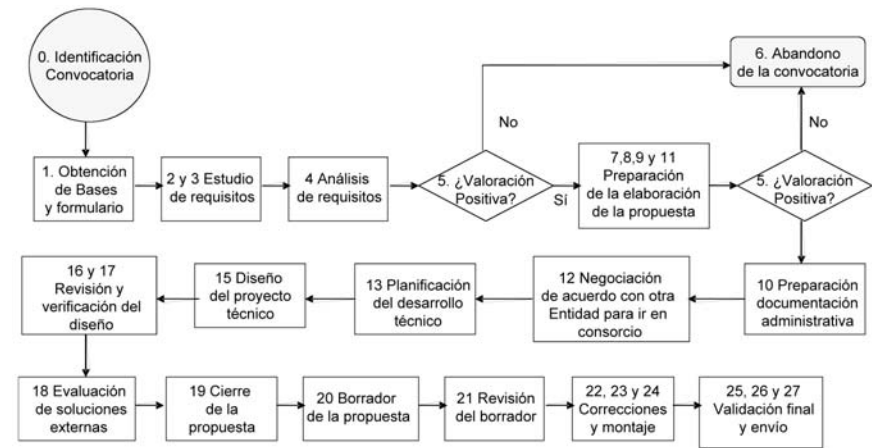 0. Identificación
Convocatoria
6. Abandono
de la convocatoria
No
No
1. Obtención
de Bases
y formulario
2 y 3 Estudio
de requisitos
4 Análisis
de requisitos
5. ¿Valoración
Positiva?
Sí
7,8,9 y 11
Preparación
de la elaboración
de la propuesta
5. ¿Valoración
Positiva?
16 y 17
Revisión y
verificación del
diseño
15 Diseño
del proyecto
técnico
13 Planificación
del desarrollo
técnico
12 Negociación
de acuerdo con otra
Entidad para ir en
consorcio
10 Preparación
documentación
administrativa
18 Evaluación
de soluciones
externas
19 Cierre
de la
propuesta
20 Borrador
de la propuesta
21 Revisión
del borrador
22, 23 y 24
Correcciones
y montaje
25, 26 y 27
Validación final
y envío